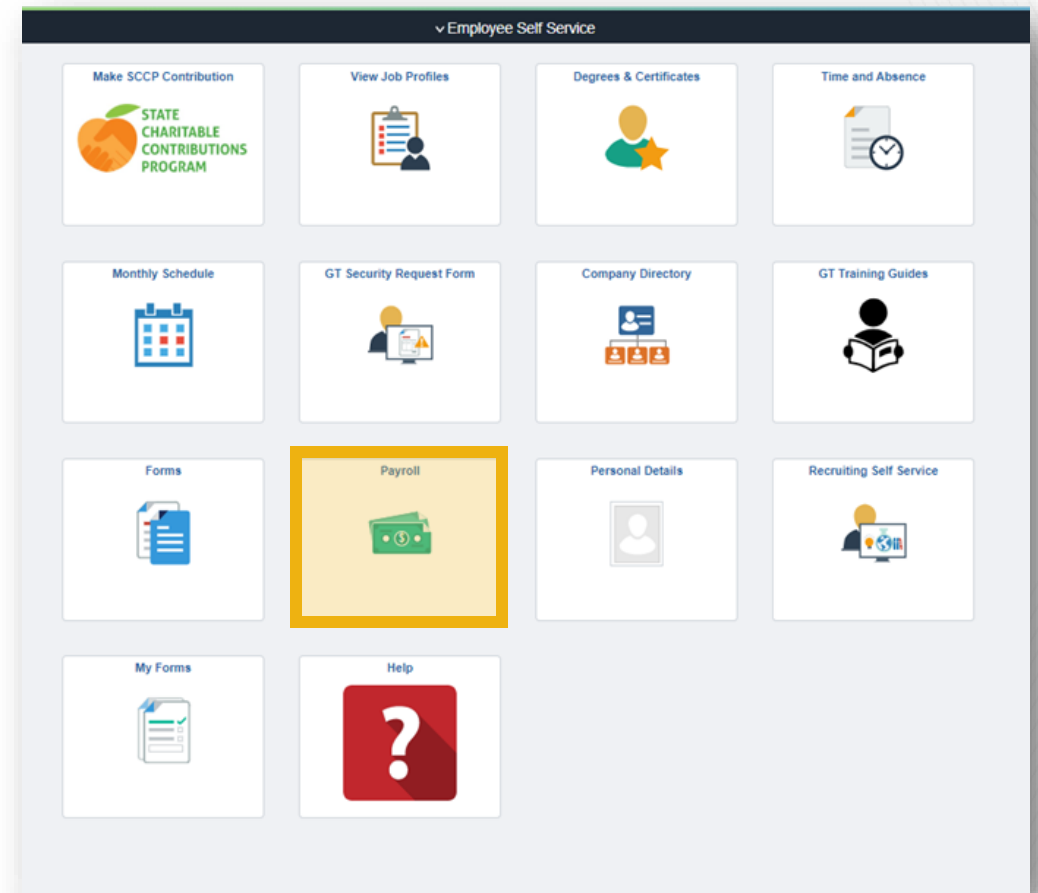 Employee Self Service
Make SCCP Contribution
View Job Profiles
Degrees & Certificates
Time and Absence
STATE
CHARITABLE
CONTRIBUTIONS
PROGRAM
Monthly Schedule
GT Security Request Form
Company Directory
GT Training Guides
Forms
Payroll
Personal Details
Recruiting Self Service
$
My Forms
Help
?